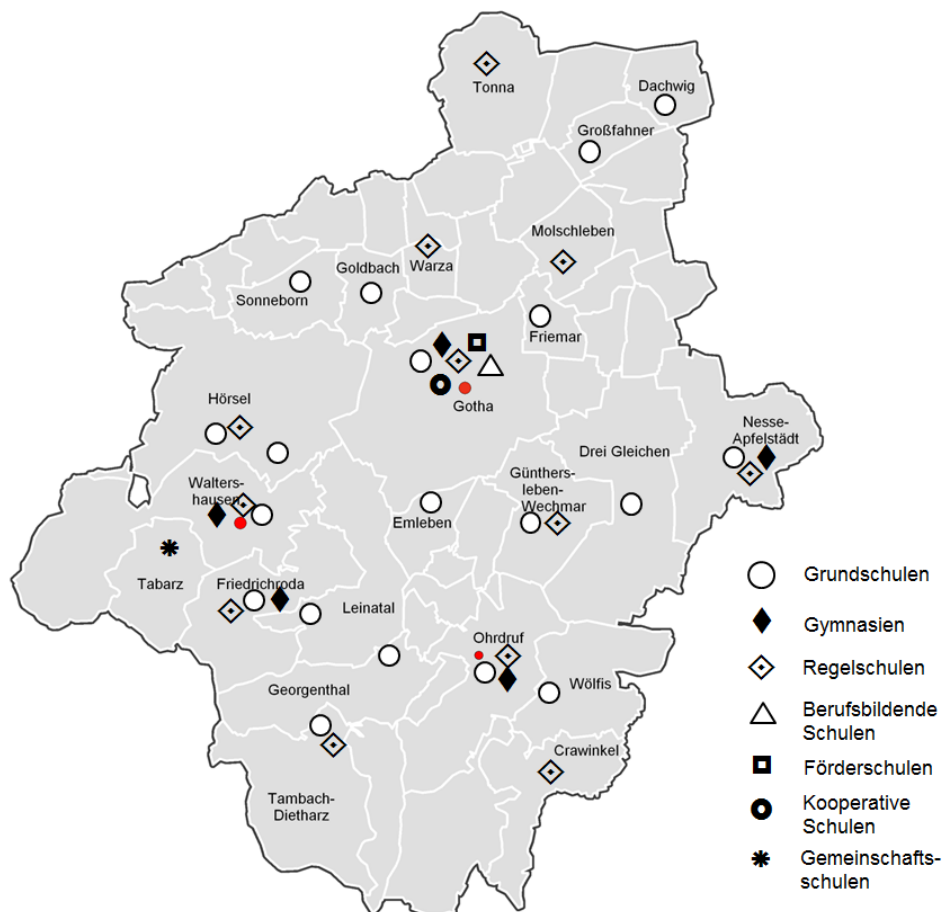 Tonna
Dachwig
Großfahner
Molschleben
Warza
Goldbach
Sonneborn
Friemar
Gotha
Hörsel
Nesse-
Apfelstädt
Drei Gleichen
Günthers-
leben-
Wechmar
Walters-
hausen
Emleben
Tabarz
Friedrichroda
Leinatal
Ohrdruf
Wölfis
Georgenthal
Crawinkel
Tambach-
Dietharz
Grundschulen
Gymnasien
Regelschulen
Berufsbildende
Schulen
Förderschulen
Kooperative
Schulen
Gemeinschafts-
schulen